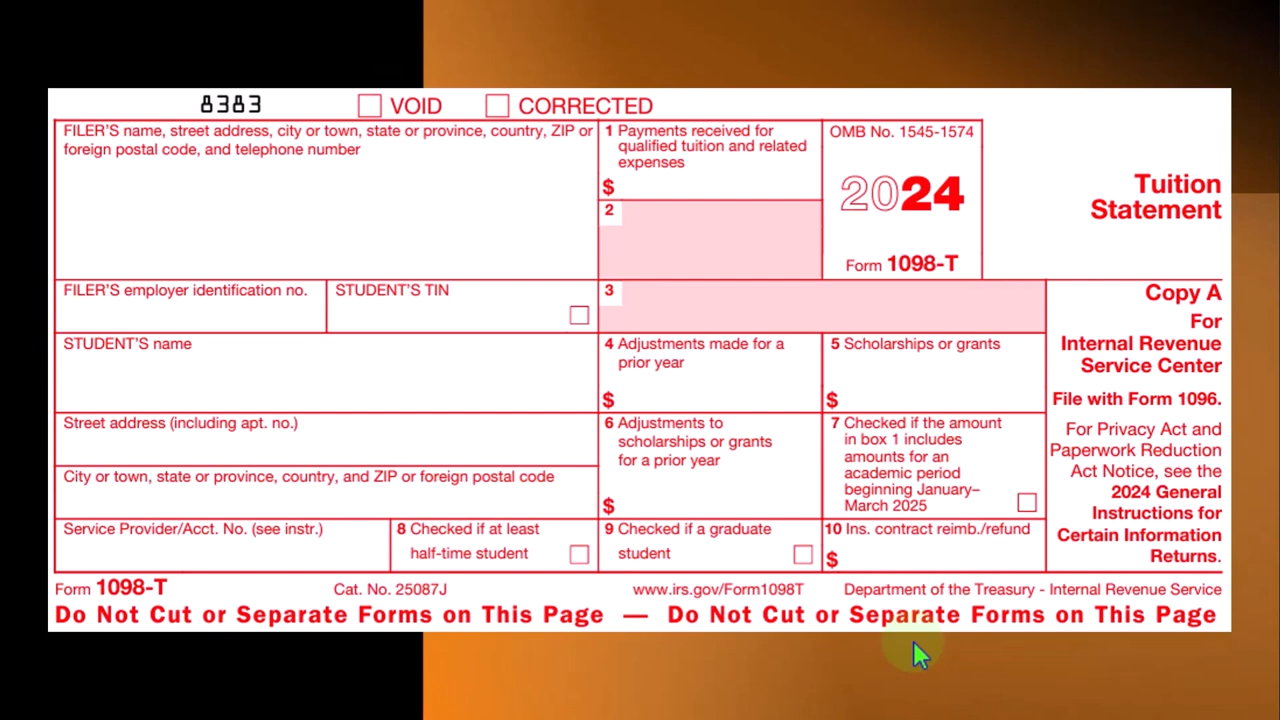 8383
VOID
CORRECTED
FILER'S name, street address, city or town, state or province, country, ZIP or
foreign postal code, and telephone number
1 Payments received for
qualified tuition and related
expenses
$
2
OMB No. 1545-1574
2024
Form 1098-T
Tuition
Statement
FILER'S employer identification no.
STUDENT'S TIN
3
Copy A
For
Internal Revenue
Service Center
File with Form 1096.
For Privacy Act and
Paperwork Reduction
Act Notice, see the
2024 General
Instructions for
Certain Information
Returns.
STUDENT'S name
4 Adjustments made for a
prior year
$
5 Scholarships or grants
$
Street address (including apt. no.)
City or town, state or province, country, and ZIP or foreign postal code
6 Adjustments to
scholarships or grants
for a prior year
$
7 Checked if the amount
in box 1 includes
amounts for an
academic period
beginning January–
March 2025
Service Provider/Acct. No. (see instr.)
8 Checked if at least
half-time student
9 Checked if a graduate
student
10 Ins. contract reimb./refund
$
Form 1098-T
Cat. No. 25087J
www.irs.gov/Form1098T
Department of the Treasury - Internal Revenue Service
Do Not Cut or Separate Forms on This Page — Do Not Cut or Separate Forms on This Page